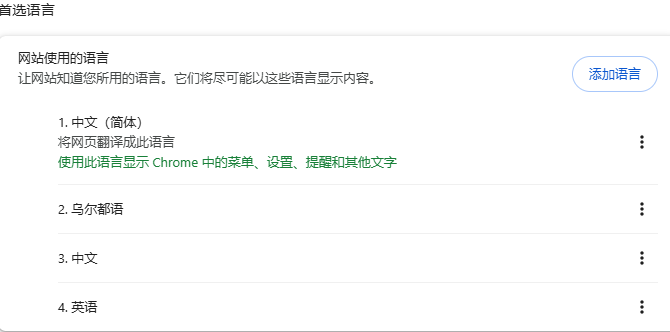 首选语言
网站使用的语言
让网站知道您所用的语言。它们将尽可能以这些语言显示内容。
添加语言
1. 中文（简体）
将网页翻译成此语言
使用此语言显示 Chrome 中的菜单、设置、提醒和其他文字
2. 乌尔都语
3. 中文
4. 英语